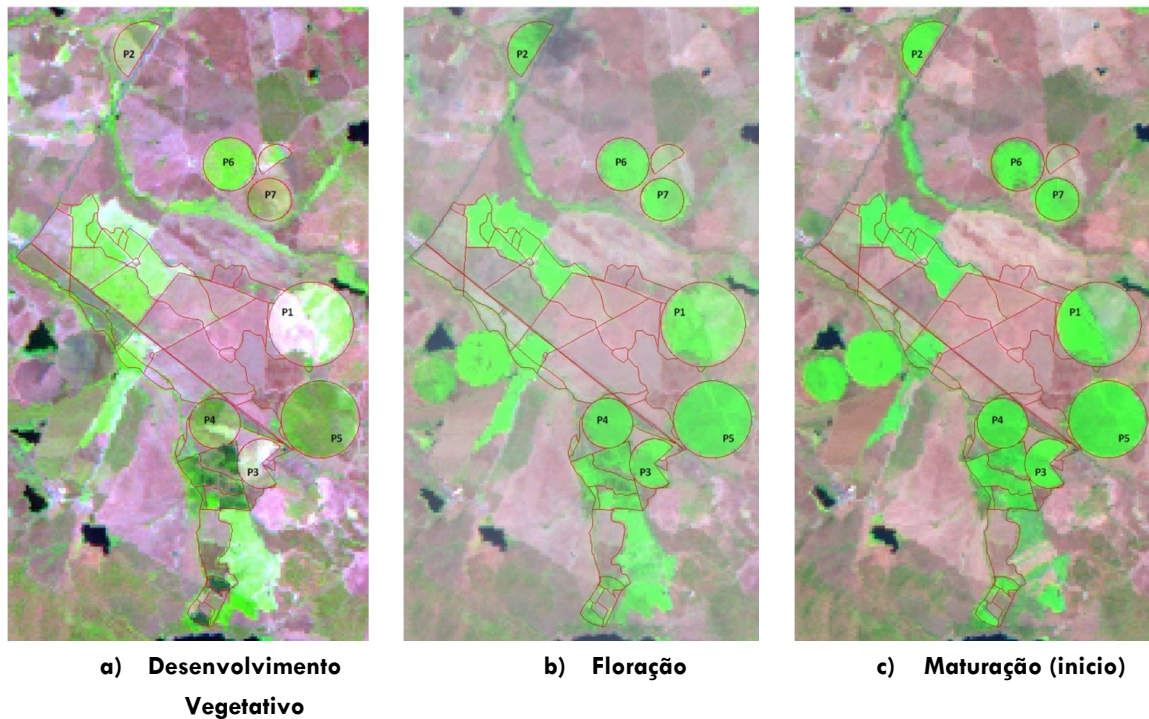 P2
P6
P7
P1
P4
P5
P3
P2
P6
P7
P1
P4
P5
P3
P2
P6
P7
P1
P4
P5
P3
a) Desenvolvimento
Vegetativo
b) Floração
c) Maturação (inicio)